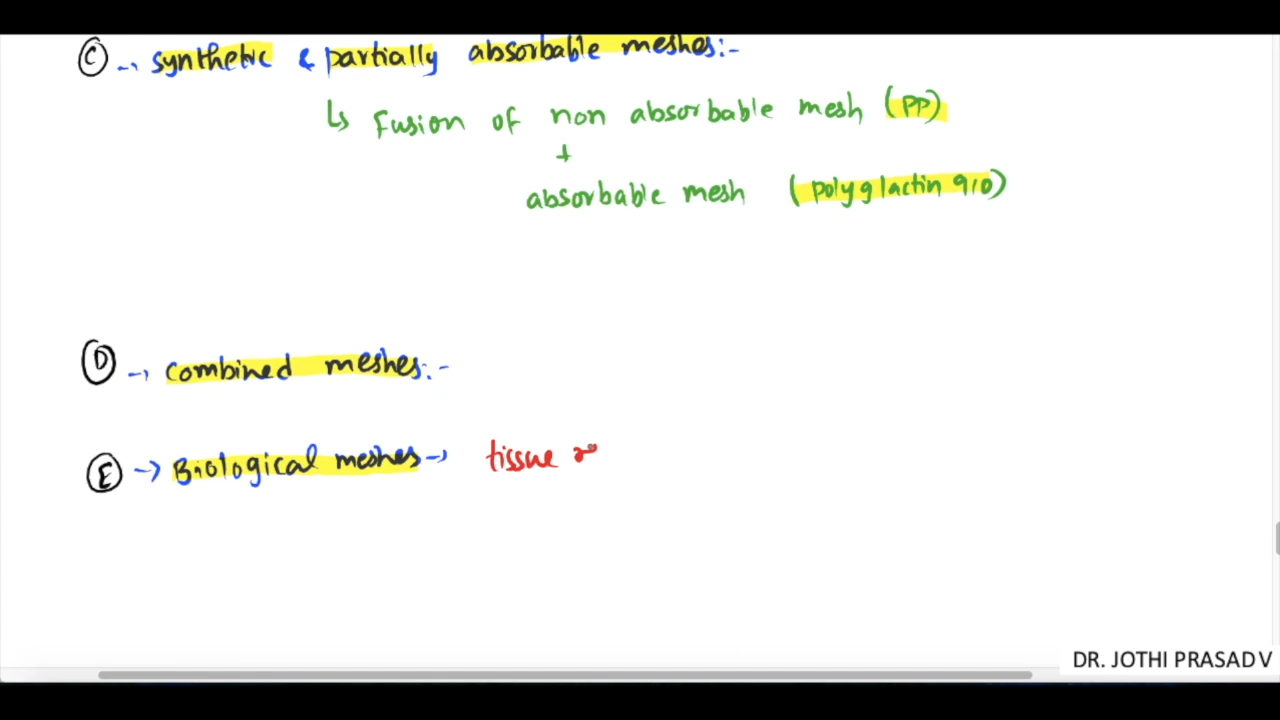 C → synthetic & partially absorbable meshes:-
↳ Fusion of non absorbable mesh (PP)
+
absorbable mesh (polyglactin 910)
D → combined meshes:-
E → Biological meshes → tissue
DR. JOTHI PRASAD V